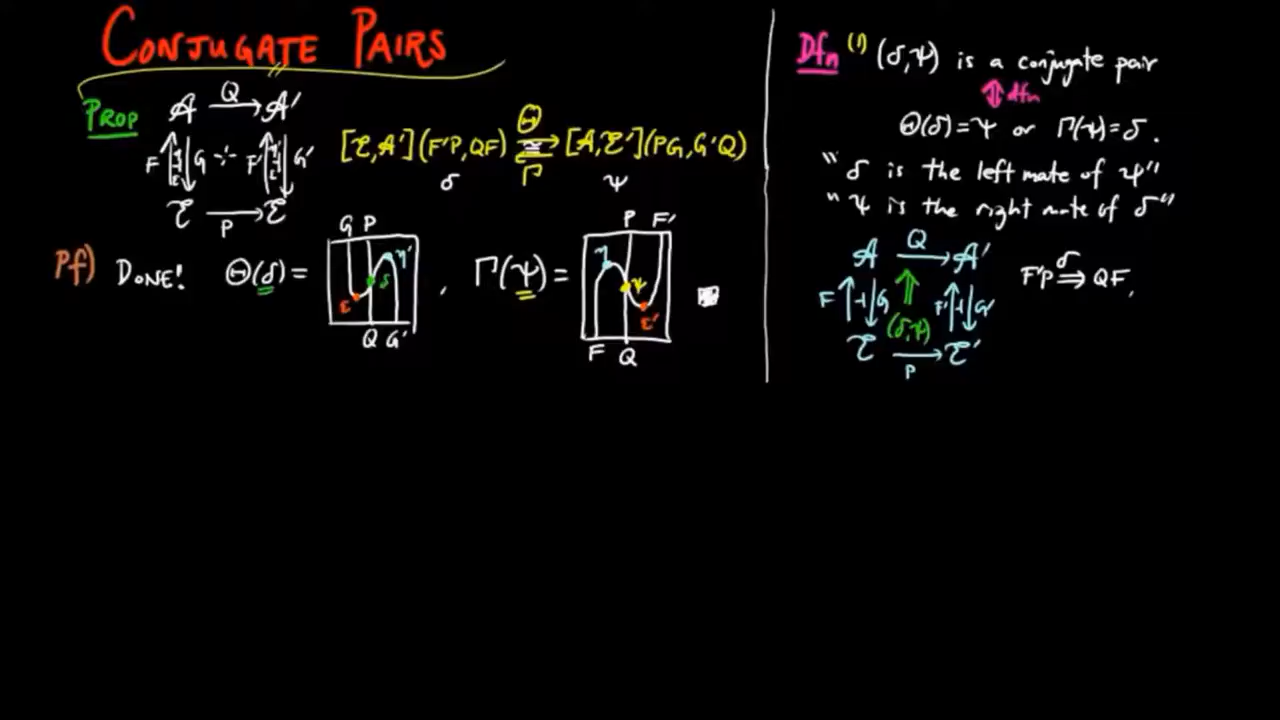 CONJUGATE PAIRS
PROP
A Q→ A'
F G ∴ F' G'
E P→ E'
[E,A'](F'P,QF) ≅ [A,E'](PG,G'Q)
Θ
Γ
δ ψ
Pf) DONE! Θ(δ)= , Γ(ψ)=
G P
η'
δ
ε
Q G'
P F'
η
ψ
ε'
F Q
Dfn (1) (δ,ψ) is a conjugate pair
⇕ dfn
Θ(δ)=ψ or Γ(ψ)=δ.
"δ is the left mate of ψ"
"ψ is the right mate of δ"
A Q→ A'
F ⊣ G (δ,ψ) F' ⊣ G'
E P→ E'
F'P δ⇒ QF,